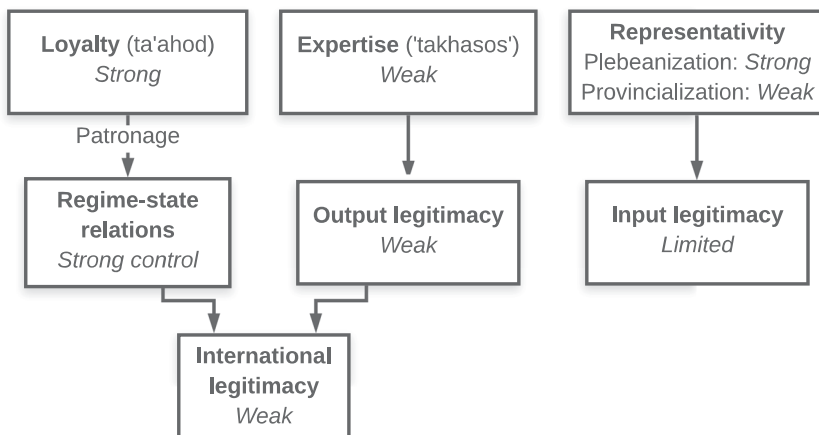 Loyalty (ta'ahod)
Strong
Expertise ('takhasos')
Weak
Representativity
Plebeanization: Strong
Provincialization: Weak
Patronage
Regime-state
relations
Strong control
Output legitimacy
Weak
Input legitimacy
Limited
International
legitimacy
Weak